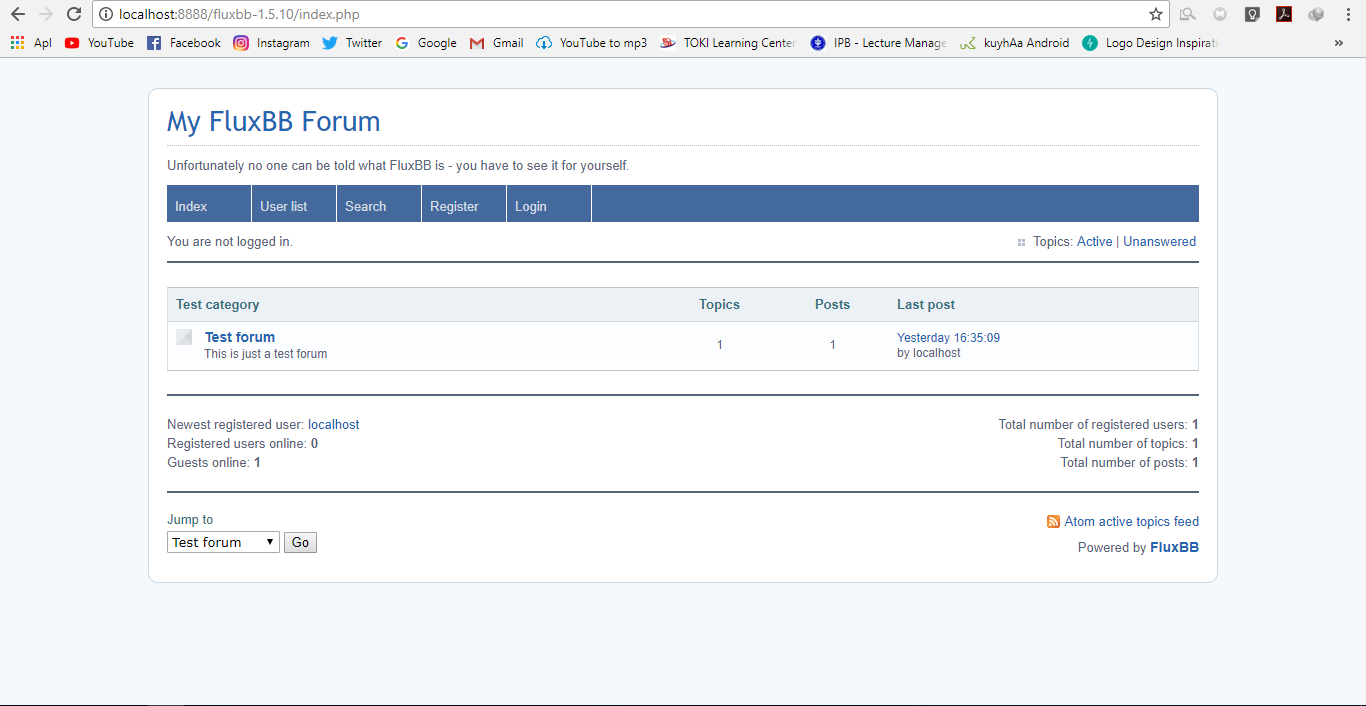 localhost:8888/fluxbb-1.5.10/index.php
Apl YouTube Facebook Instagram Twitter Google Gmail YouTube to mp3 TOKI Learning Center IPB - Lecture Manage kuyhAa Android Logo Design Inspirati »
My FluxBB Forum
Unfortunately no one can be told what FluxBB is - you have to see it for yourself.
Index User list Search Register Login
You are not logged in. Topics: Active | Unanswered
Test category Topics Posts Last post
Test forum 1 1 Yesterday 16:35:09
This is just a test forum by localhost
Newest registered user: localhost Total number of registered users: 1
Registered users online: 0 Total number of topics: 1
Guests online: 1 Total number of posts: 1
Jump to
Test forum Go
Atom active topics feed
Powered by FluxBB